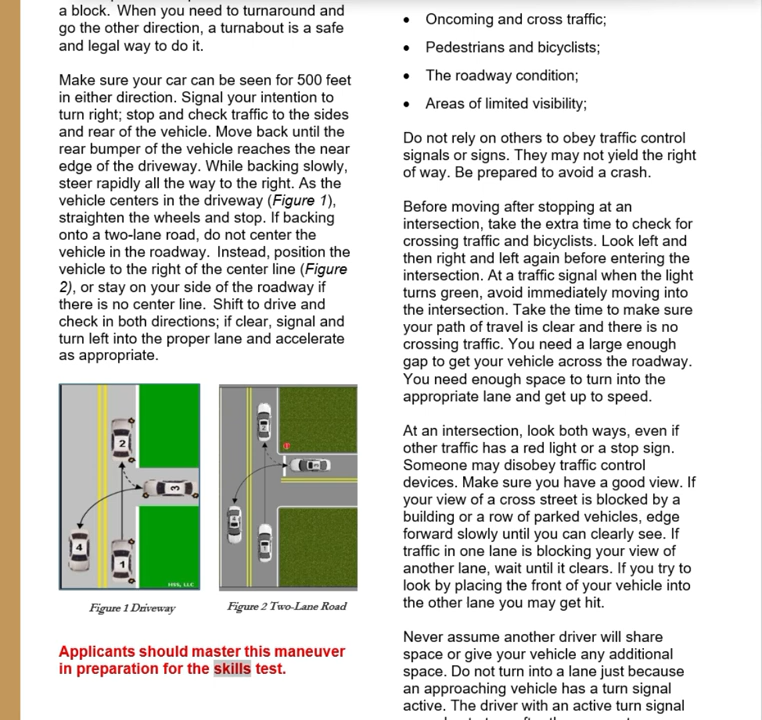 a block. When you need to turnaround and
go the other direction, a turnabout is a safe
and legal way to do it.
Make sure your car can be seen for 500 feet
in either direction. Signal your intention to
turn right; stop and check traffic to the sides
and rear of the vehicle. Move back until the
rear bumper of the vehicle reaches the near
edge of the driveway. While backing slowly,
steer rapidly all the way to the right. As the
vehicle centers in the driveway (Figure 1),
straighten the wheels and stop. If backing
onto a two-lane road, do not center the
vehicle in the roadway. Instead, position the
vehicle to the right of the center line (Figure
2), or stay on your side of the roadway if
there is no center line. Shift to drive and
check in both directions; if clear, signal and
turn left into the proper lane and accelerate
as appropriate.
2
3
4
1
HSS, LLC
Figure 1 Driveway
Figure 2 Two-Lane Road
Applicants should master this maneuver
in preparation for the skills test.
• Oncoming and cross traffic;
• Pedestrians and bicyclists;
• The roadway condition;
• Areas of limited visibility;
Do not rely on others to obey traffic control
signals or signs. They may not yield the right
of way. Be prepared to avoid a crash.
Before moving after stopping at an
intersection, take the extra time to check for
crossing traffic and bicyclists. Look left and
then right and left again before entering the
intersection. At a traffic signal when the light
turns green, avoid immediately moving into
the intersection. Take the time to make sure
your path of travel is clear and there is no
crossing traffic. You need a large enough
gap to get your vehicle across the roadway.
You need enough space to turn into the
appropriate lane and get up to speed.
At an intersection, look both ways, even if
other traffic has a red light or a stop sign.
Someone may disobey traffic control
devices. Make sure you have a good view. If
your view of a cross street is blocked by a
building or a row of parked vehicles, edge
forward slowly until you can clearly see. If
traffic in one lane is blocking your view of
another lane, wait until it clears. If you try to
look by placing the front of your vehicle into
the other lane you may get hit.
Never assume another driver will share
space or give your vehicle any additional
space. Do not turn into a lane just because
an approaching vehicle has a turn signal
active. The driver with an active turn signal